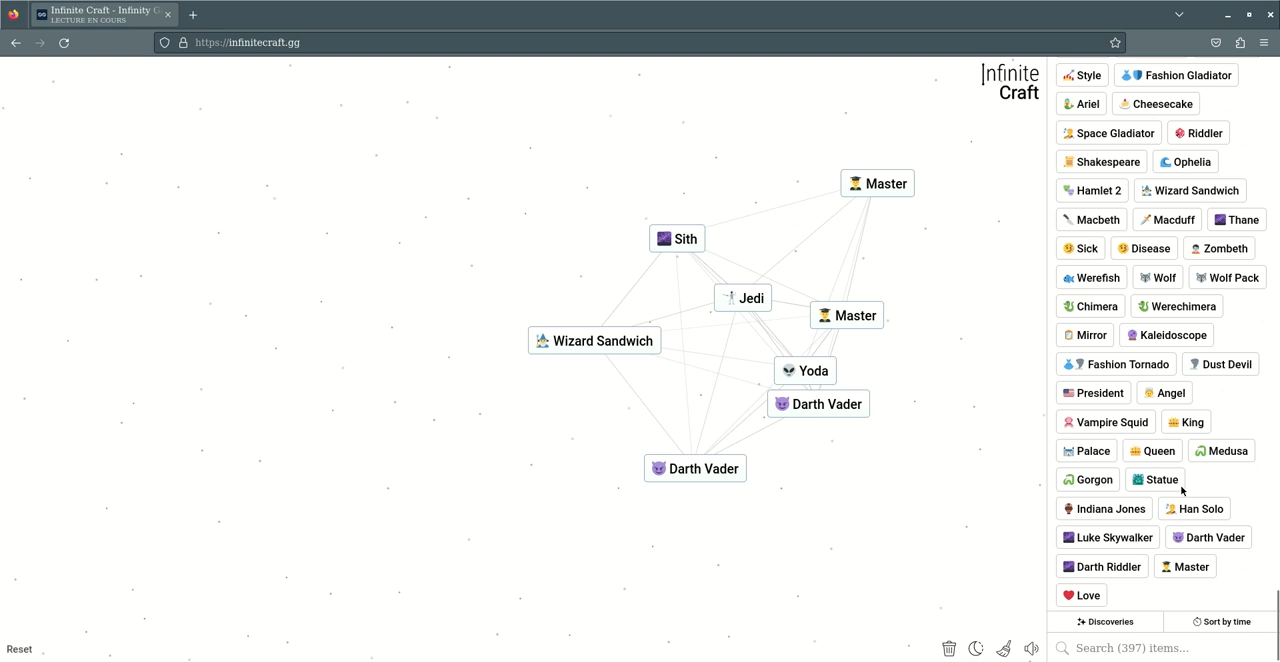 Infinite Craft - Infinity G
LECTURE EN COURS
https://infinitecraft.gg
Infinite
Craft
Master
Sith
Jedi
Master
Wizard Sandwich
Yoda
Darth Vader
Darth Vader
Reset
Style Fashion Gladiator
Ariel Cheesecake
Space Gladiator Riddler
Shakespeare Ophelia
Hamlet 2 Wizard Sandwich
Macbeth Macduff Thane
Sick Disease Zombeth
Werefish Wolf Wolf Pack
Chimera Werechimera
Mirror Kaleidoscope
Fashion Tornado Dust Devil
President Angel
Vampire Squid King
Palace Queen Medusa
Gorgon Statue
Indiana Jones Han Solo
Luke Skywalker Darth Vader
Darth Riddler Master
Love
Discoveries Sort by time
Search (397) items...